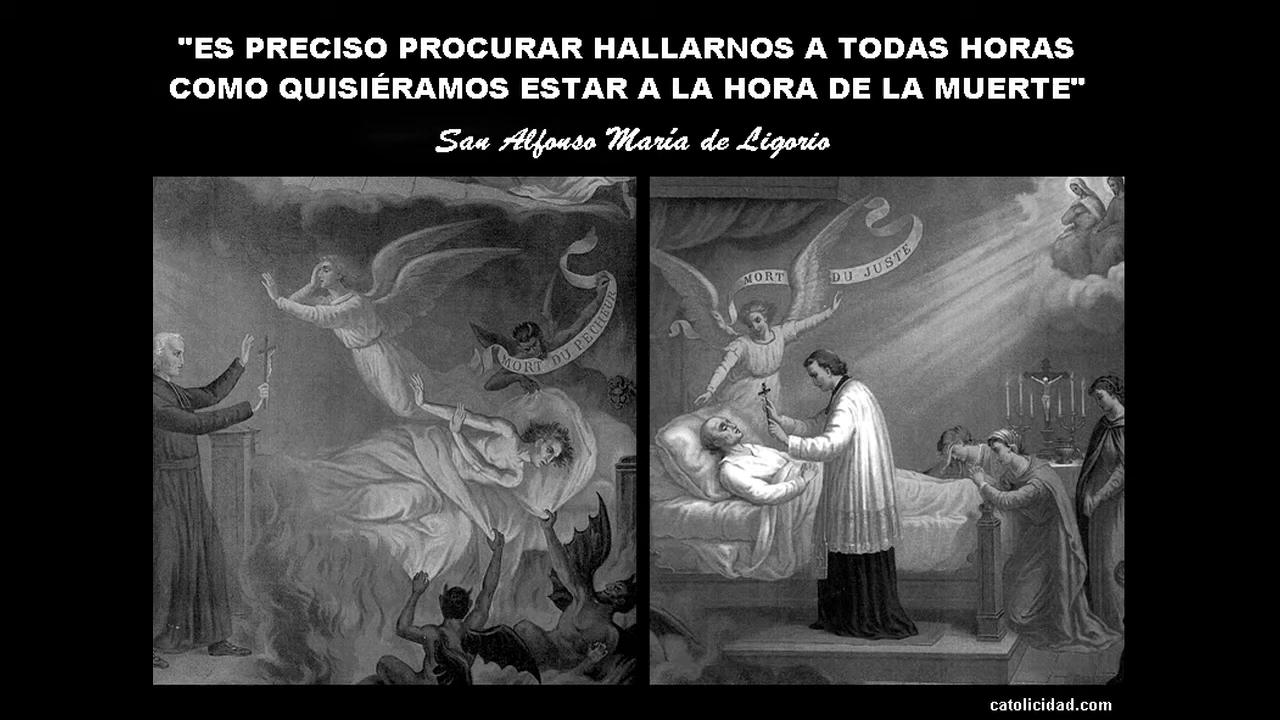 "ES PRECISO PROCURAR HALLARNOS A TODAS HORAS
COMO QUISIÉRAMOS ESTAR A LA HORA DE LA MUERTE"
San Alfonso María de Ligorio
MORT DU PÉCHEUR
MORT DU JUSTE
catolicidad.com